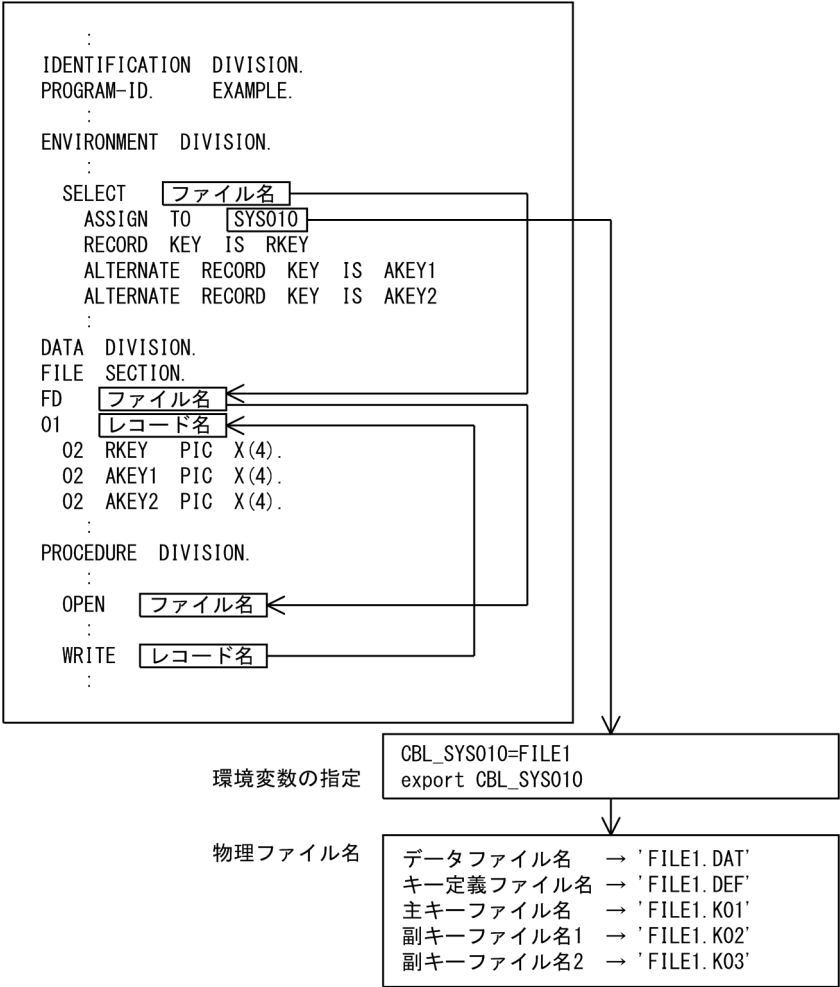 :
IDENTIFICATION DIVISION.
PROGRAM-ID. EXAMPLE.
:
ENVIRONMENT DIVISION.
:
SELECT ファイル名
ASSIGN TO SYS010
RECORD KEY IS RKEY
ALTERNATE RECORD KEY IS AKEY1
ALTERNATE RECORD KEY IS AKEY2
:
DATA DIVISION.
FILE SECTION.
FD ファイル名
01 レコード名
02 RKEY PIC X(4).
02 AKEY1 PIC X(4).
02 AKEY2 PIC X(4).
:
PROCEDURE DIVISION.
:
OPEN ファイル名
:
WRITE レコード名
:
環境変数の指定
CBL_SYS010=FILE1
export CBL_SYS010
物理ファイル名
データファイル名 → 'FILE1.DAT'
キー定義ファイル名 → 'FILE1.DEF'
主キーファイル名 → 'FILE1.K01'
副キーファイル名1 → 'FILE1.K02'
副キーファイル名2 → 'FILE1.K03'